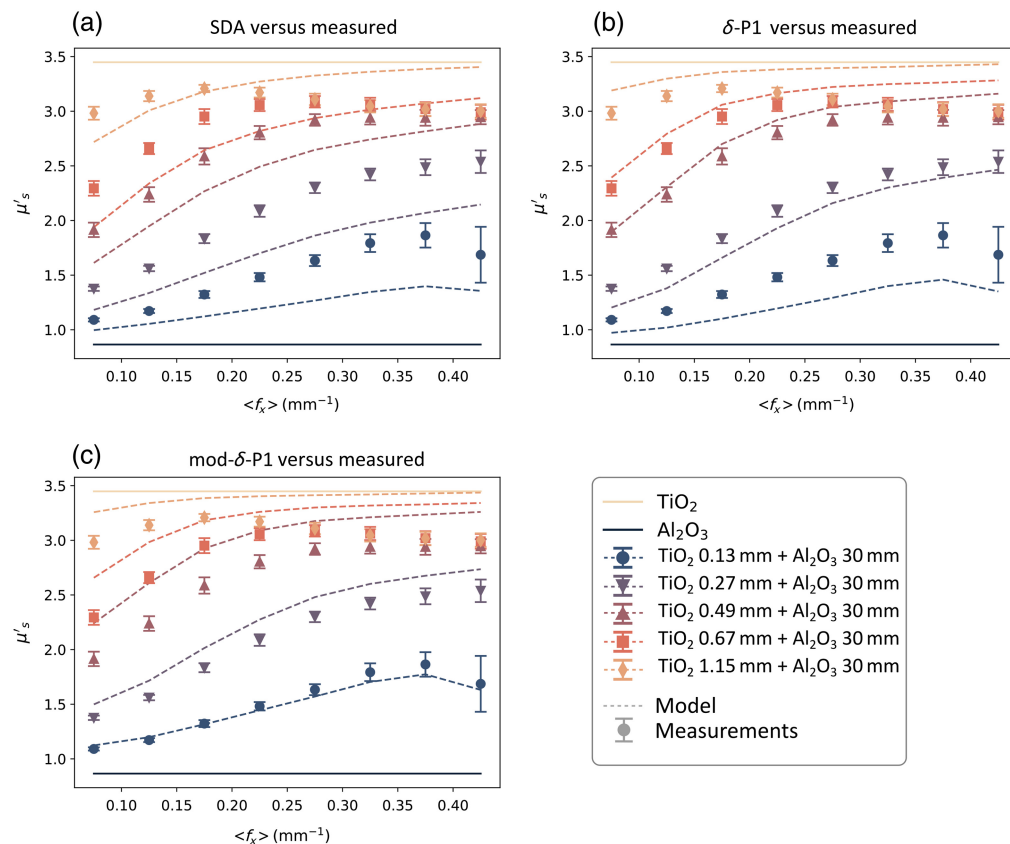 (a)
SDA versus measured
3.5
3.0
2.5
2.0
1.5
1.0
μ's
0.10 0.15 0.20 0.25 0.30 0.35 0.40
<fx> (mm⁻¹)
(b)
δ-P1 versus measured
3.5
3.0
2.5
2.0
1.5
1.0
μ's
0.10 0.15 0.20 0.25 0.30 0.35 0.40
<fx> (mm⁻¹)
(c)
mod-δ-P1 versus measured
3.5
3.0
2.5
2.0
1.5
1.0
μ's
0.10 0.15 0.20 0.25 0.30 0.35 0.40
<fx> (mm⁻¹)
TiO₂
Al₂O₃
TiO₂ 0.13 mm + Al₂O₃ 30 mm
TiO₂ 0.27 mm + Al₂O₃ 30 mm
TiO₂ 0.49 mm + Al₂O₃ 30 mm
TiO₂ 0.67 mm + Al₂O₃ 30 mm
TiO₂ 1.15 mm + Al₂O₃ 30 mm
Model
Measurements